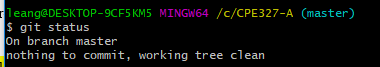 leang@DESKTOP-9CF5KM5 MINGW64 /c/CPE327-A (master)
$ git status
On branch master
nothing to commit, working tree clean